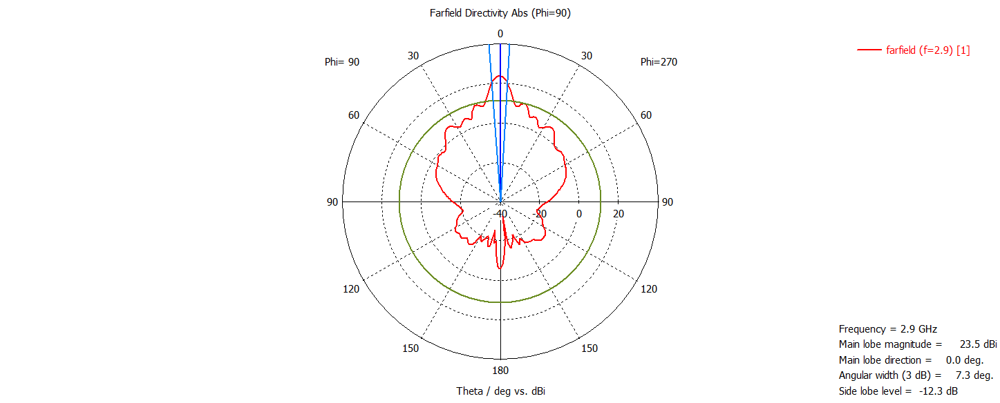 Farfield Directivity Abs (Phi=90)
0
30
30
Phi= 90
Phi=270
farfield (f=2.9) [1]
60
60
90
90
-40
-20
0
20
120
120
150
150
180
Theta / deg vs. dBi
Frequency = 2.9 GHz
Main lobe magnitude = 23.5 dBi
Main lobe direction = 0.0 deg.
Angular width (3 dB) = 7.3 deg.
Side lobe level = -12.3 dB